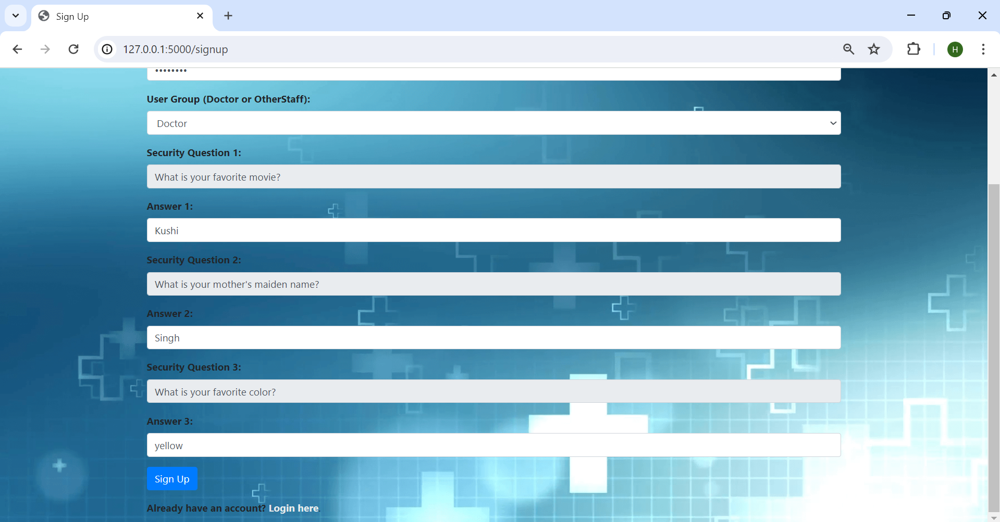 Sign Up
127.0.0.1:5000/signup
H
••••••••
User Group (Doctor or OtherStaff):
Doctor
Security Question 1:
What is your favorite movie?
Answer 1:
Kushi
Security Question 2:
What is your mother's maiden name?
Answer 2:
Singh
Security Question 3:
What is your favorite color?
Answer 3:
yellow
Sign Up
Already have an account? Login here.